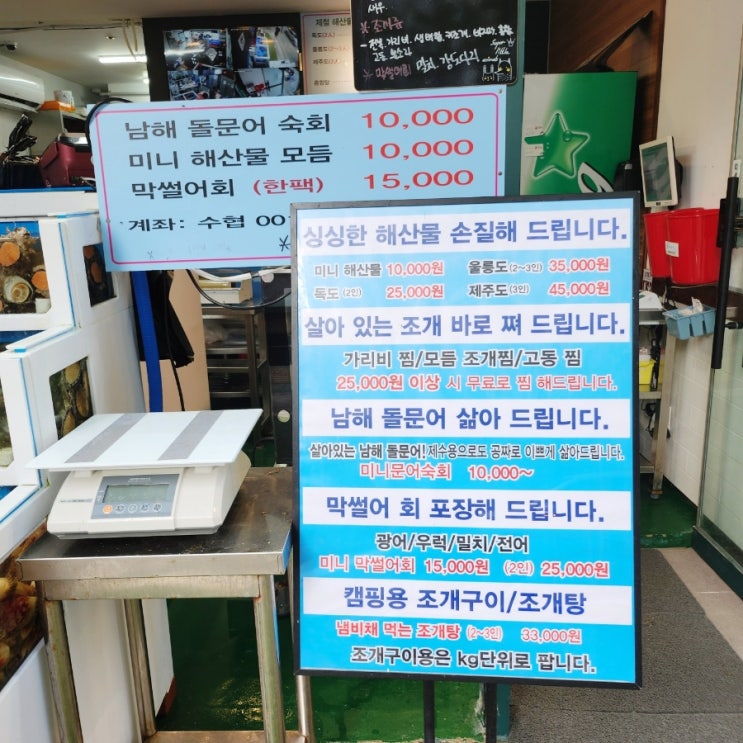 새우
※ 조개류
제철 해산물
남해 돌문어 숙회 10,000
미니 해산물 모듬 10,000
막썰어회 (한팩) 15,000
계좌: 수협 00
싱싱한 해산물 손질해 드립니다.
미니 해산물 10,000원 울릉도(2~3인) 35,000원
독도(2인) 25,000원 제주도(3인) 45,000원
살아 있는 조개 바로 쪄 드립니다.
가리비 찜/모듬 조개찜/고동 찜
25,000원 이상 시 무료로 찜 해드립니다.
남해 돌문어 삶아 드립니다.
살아있는 남해 돌문어! 제수용으로도 공짜로 이쁘게 삶아드립니다.
미니문어숙회 10,000~
막썰어 회 포장해 드립니다.
광어/우럭/밀치/전어
미니 막썰어회 15,000원 (2인) 25,000원
캠핑용 조개구이/조개탕
냄비채 먹는 조개탕 (2~3인) 33,000원
조개구이용은 kg단위로 팝니다.